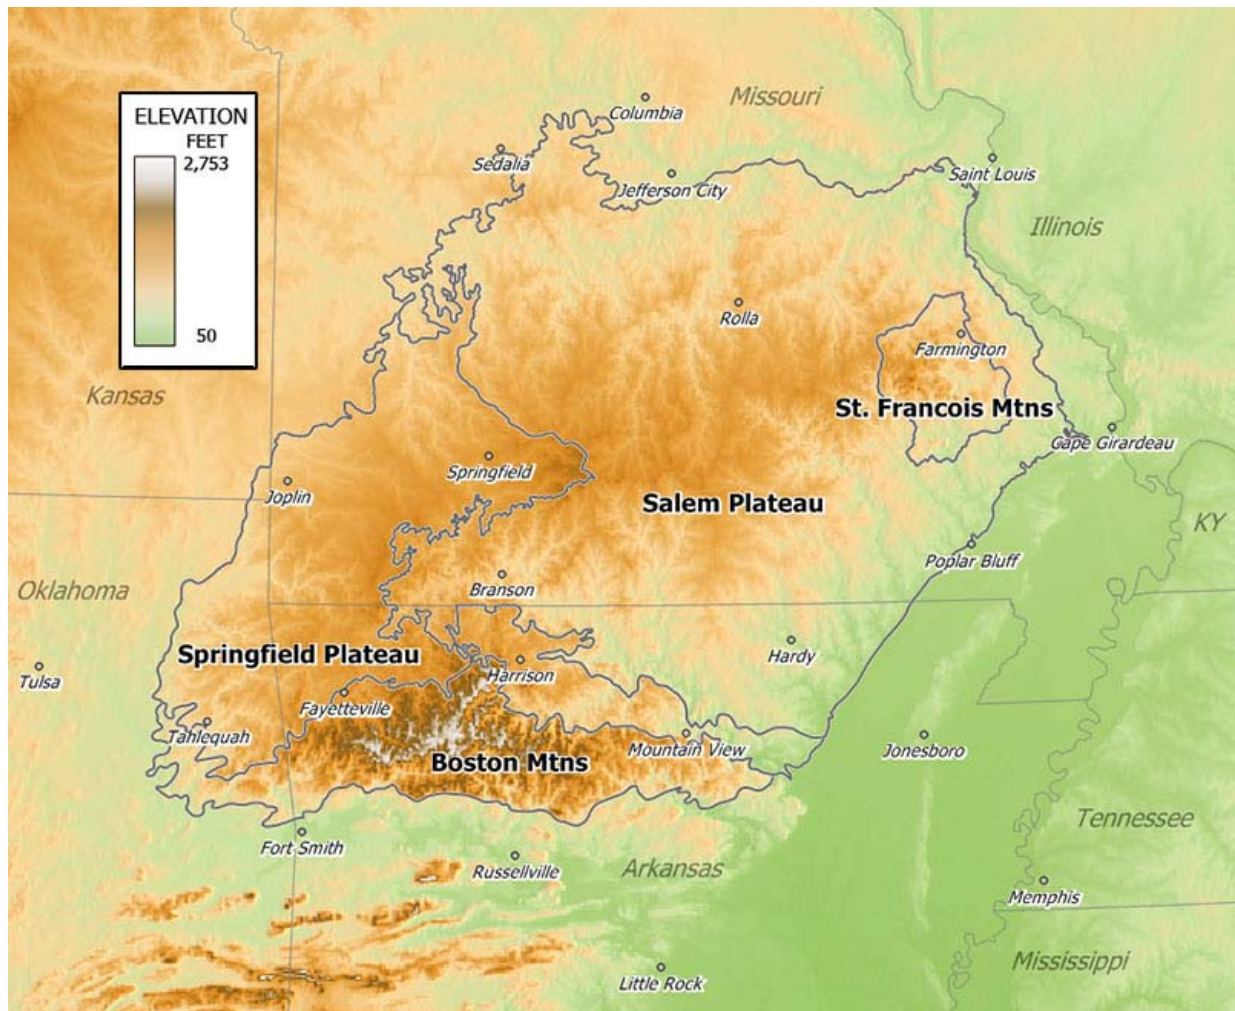 Missouri
Columbia
ELEVATION
FEET
2,753
50
Sedalia
Jefferson City
Saint Louis
Illinois
Rolla
Farmington
Kansas
St. Francois Mtns
Cape Girardeau
Springfield
Joplin
Salem Plateau
KY
Poplar Bluff
Oklahoma
Branson
Springfield Plateau
Hardy
Harrison
Tulsa
Fayetteville
Tahlequah
Mountain View
Jonesboro
Boston Mtns
Tennessee
Fort Smith
Russellville
Arkansas
Memphis
Mississippi
Little Rock